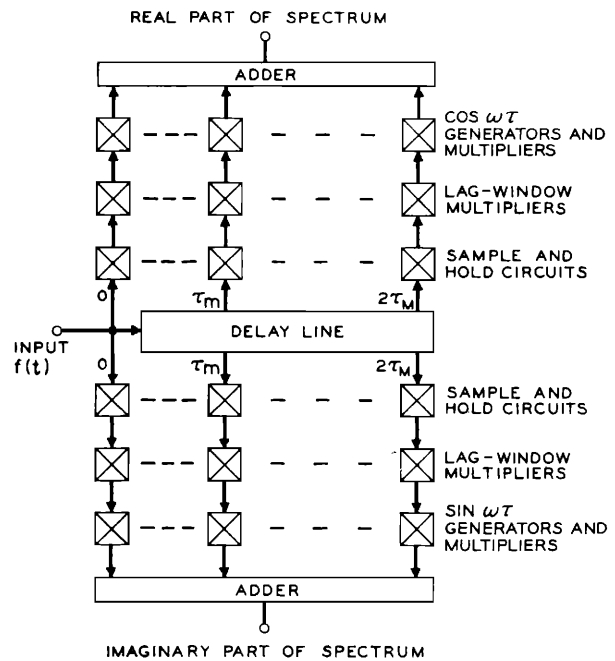 REAL PART OF SPECTRUM
ADDER
COS ωτ
GENERATORS AND
MULTIPLIERS
LAG-WINDOW
MULTIPLIERS
SAMPLE AND
HOLD CIRCUITS
0
τm
2τM
INPUT
f(t)
DELAY LINE
0
τm
2τM
SAMPLE AND
HOLD CIRCUITS
LAG-WINDOW
MULTIPLIERS
SIN ωτ
GENERATORS AND
MULTIPLIERS
ADDER
IMAGINARY PART OF SPECTRUM